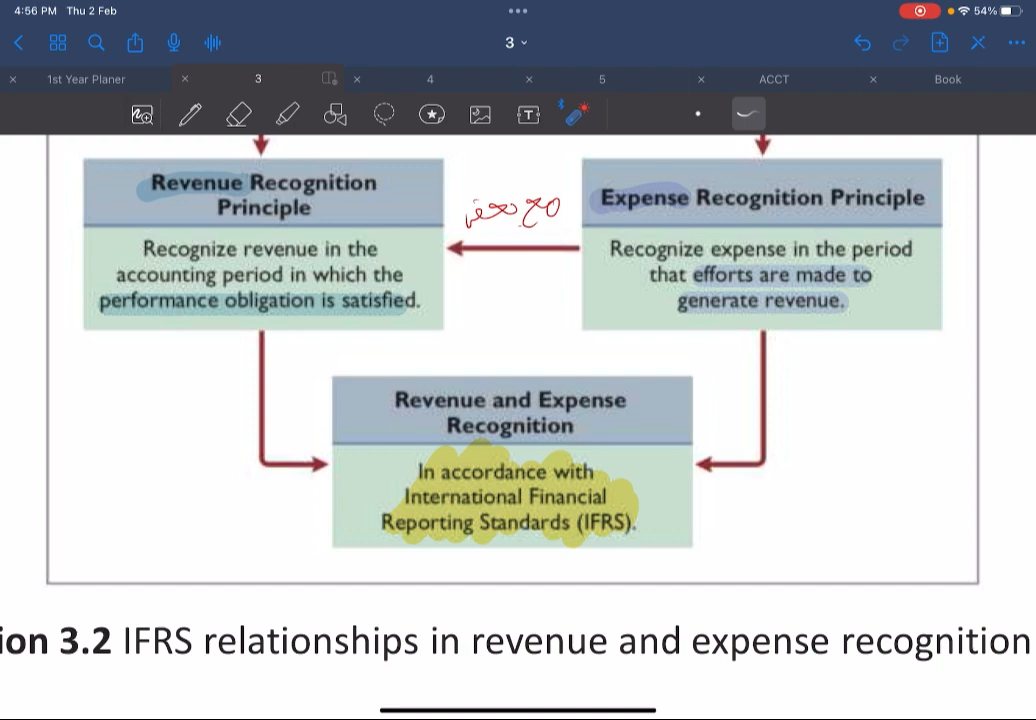 4:56 PM Thu 2 Feb
54%
3
1st Year Planer
3
4
5
ACCT
Book
Revenue Recognition
Principle
Recognize revenue in the
accounting period in which the
performance obligation is satisfied.
Expense Recognition Principle
Recognize expense in the period
that efforts are made to
generate revenue.
Revenue and Expense
Recognition
In accordance with
International Financial
Reporting Standards (IFRS).
ion 3.2 IFRS relationships in revenue and expense recognition